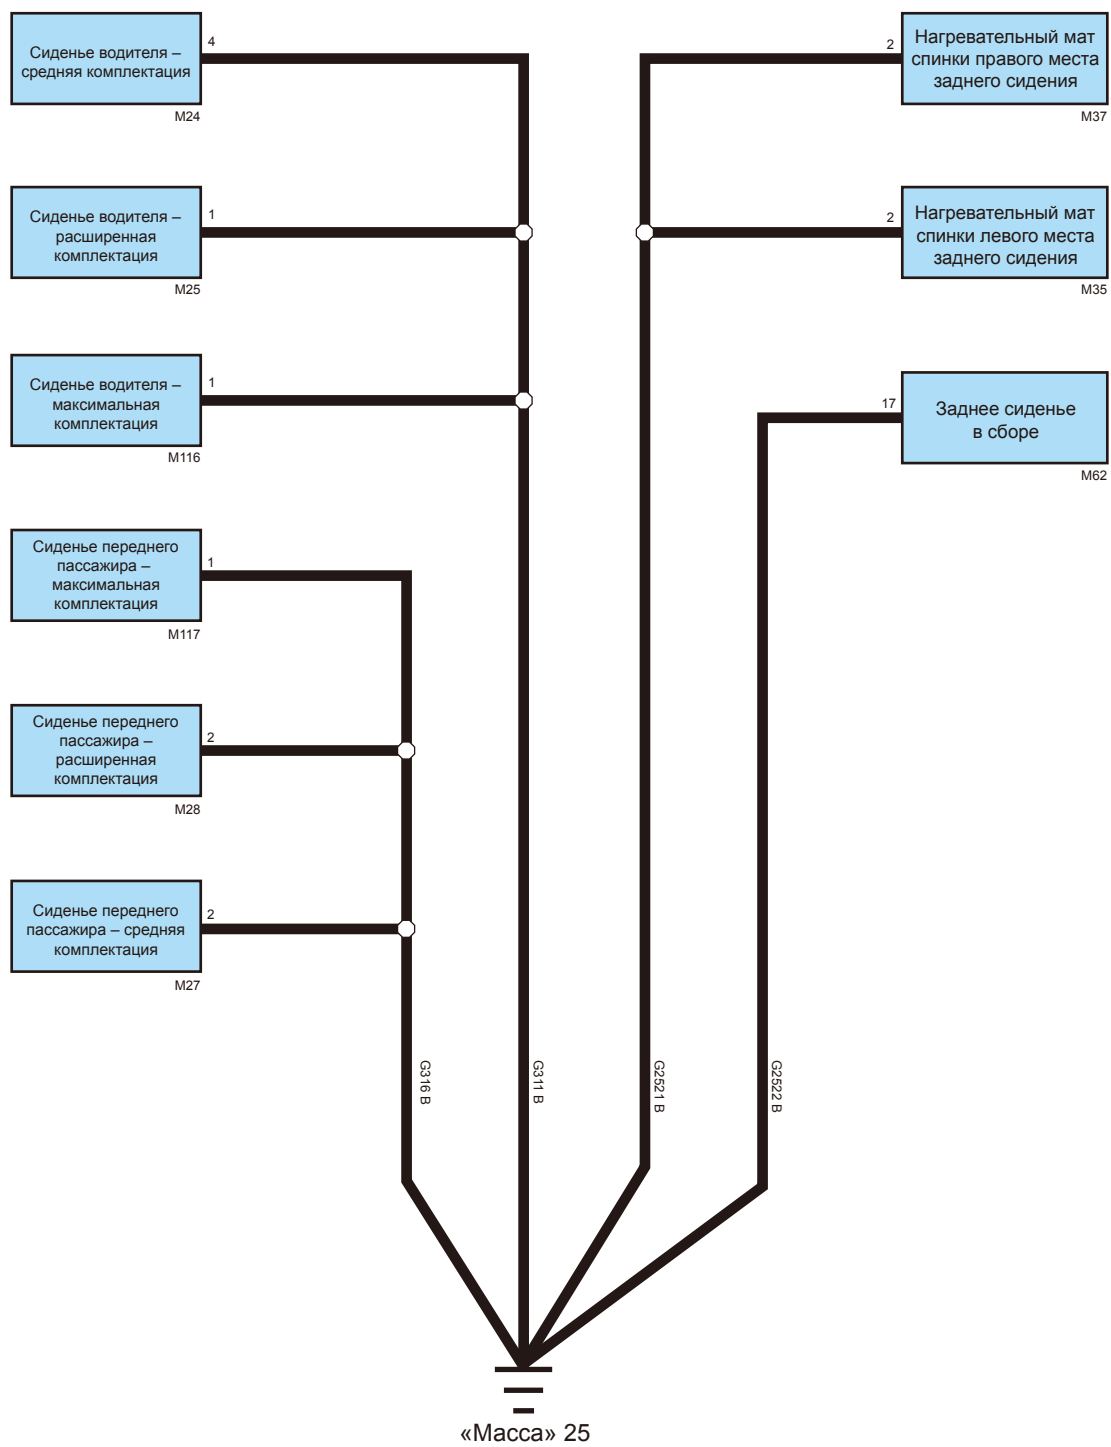 Сиденье водителя –
средняя комплектация
4
M24
Сиденье водителя –
расширенная
комплектация
1
M25
Сиденье водителя –
максимальная
комплектация
1
M116
Сиденье переднего
пассажира –
максимальная
комплектация
1
M117
Сиденье переднего
пассажира –
расширенная
комплектация
2
M28
Сиденье переднего
пассажира – средняя
комплектация
2
M27
2
Нагревательный мат
спинки правого места
заднего сидения
M37
2
Нагревательный мат
спинки левого места
заднего сидения
M35
17
Заднее сиденье
в сборе
M62
G316 B
G311 B
G2521 B
G2522 B
«Масса» 25